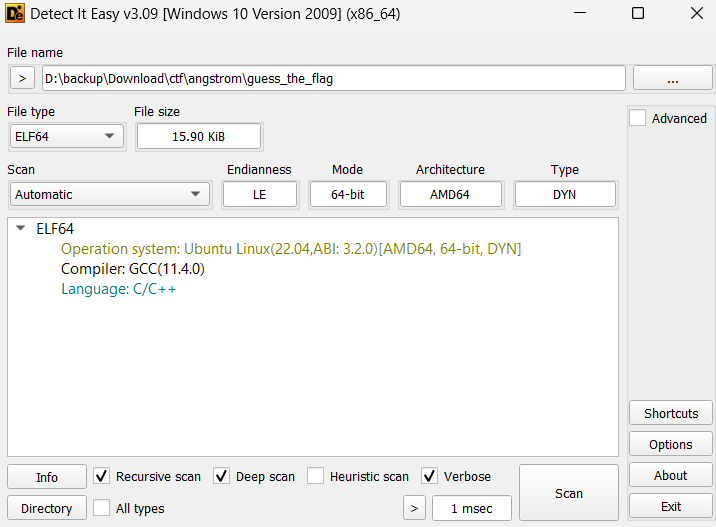 Detect It Easy v3.09 [Windows 10 Version 2009] (x86_64)
File name
> D:\backup\Download\ctf\angstrom\guess_the_flag ...
File type File size
ELF64 15.90 KiB Advanced
Scan Endianness Mode Architecture Type
Automatic LE 64-bit AMD64 DYN
ELF64
Operation system: Ubuntu Linux(22.04,ABI: 3.2.0)[AMD64, 64-bit, DYN]
Compiler: GCC(11.4.0)
Language: C/C++
Shortcuts
Options
Info Recursive scan Deep scan Heuristic scan Verbose Scan About
Directory All types > 1 msec Exit